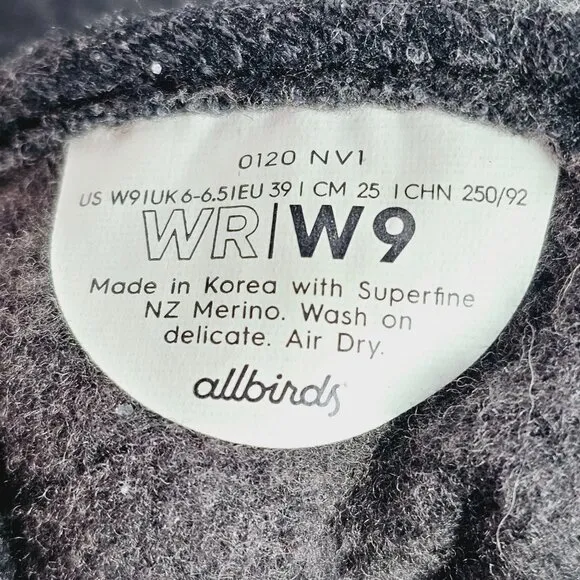 0120 NV1
US W9|UK 6-6.5|EU 39 | CM 25 | CHN 250/92
WR|W9
Made in Korea with Superfine
NZ Merino. Wash on
delicate. Air Dry.
allbirds